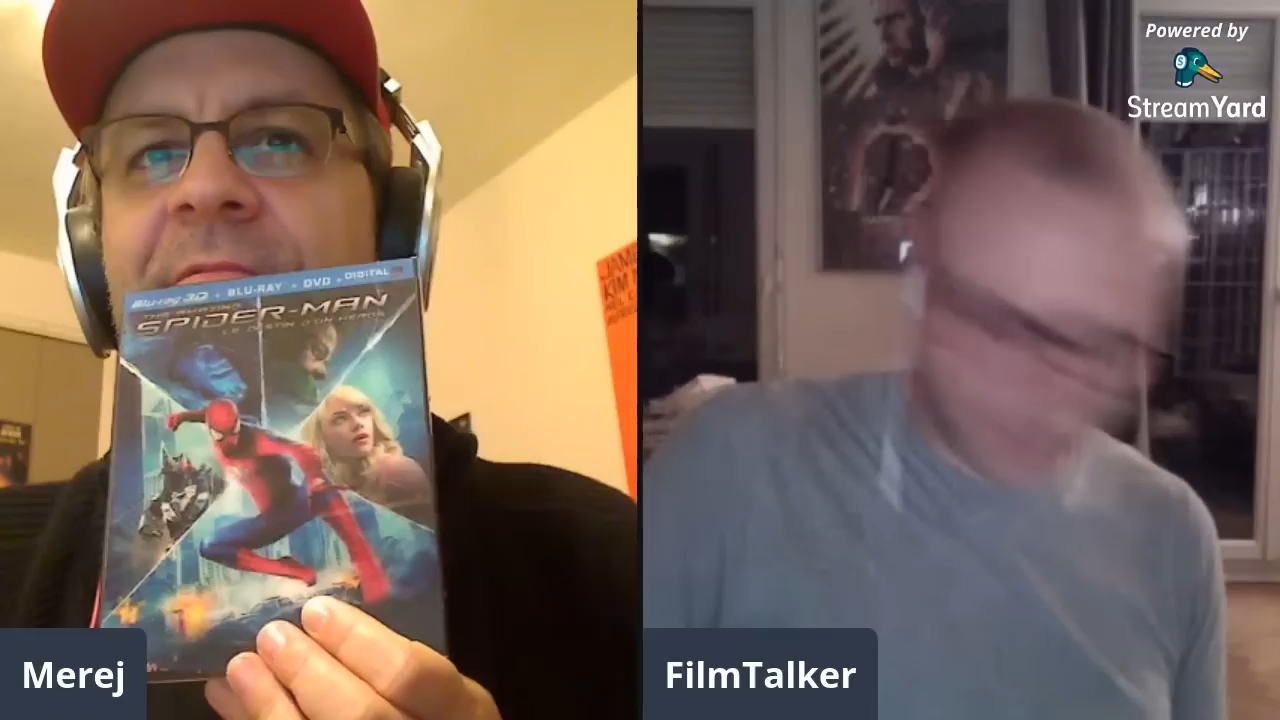 Powered by
StreamYard
Blu-ray 3D + BLU-RAY + DVD + DIGITAL
THE AMAZING
SPIDER-MAN
LE DESTIN D'UN HÉROS
KIM
Merej
FilmTalker